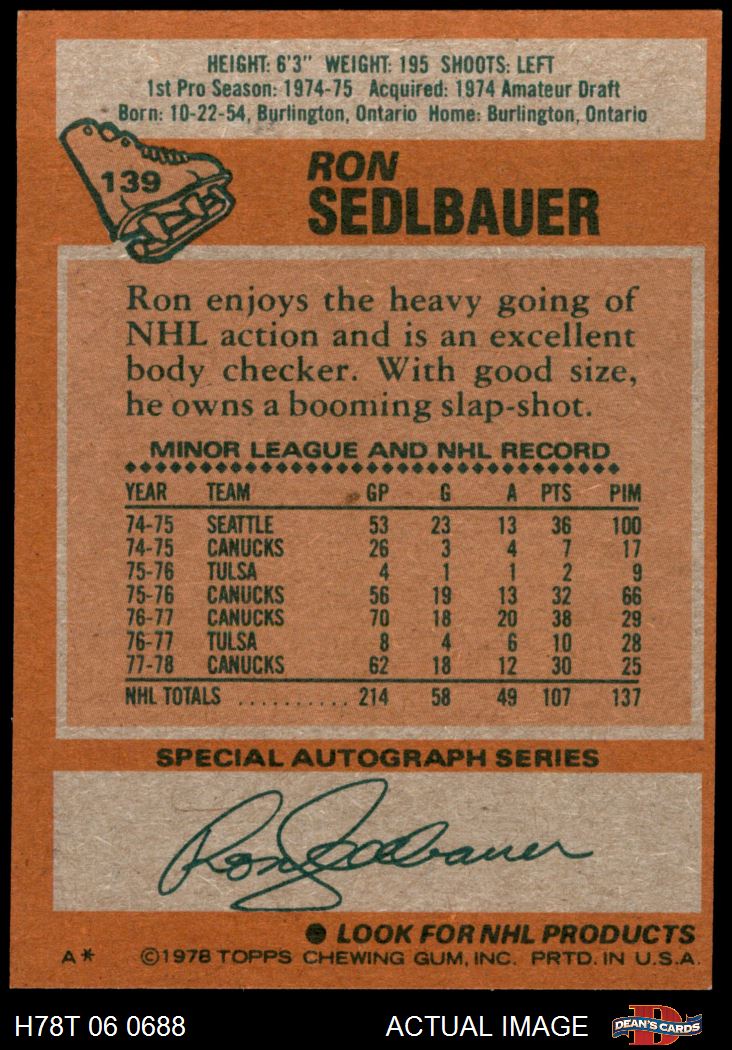 HEIGHT: 6'3" WEIGHT: 195 SHOOTS: LEFT
1st Pro Season: 1974-75 Acquired: 1974 Amateur Draft
Born: 10-22-54, Burlington, Ontario Home: Burlington, Ontario
139
RON
SEDLBAUER
Ron enjoys the heavy going of
NHL action and is an excellent
body checker. With good size,
he owns a booming slap-shot.
MINOR LEAGUE AND NHL RECORD
YEAR TEAM GP G A PTS PIM
74-75 SEATTLE 53 23 13 36 100
74-75 CANUCKS 26 3 4 7 17
75-76 TULSA 4 1 1 2 9
75-76 CANUCKS 56 19 13 32 66
76-77 CANUCKS 70 18 20 38 29
76-77 TULSA 8 4 6 10 28
77-78 CANUCKS 62 18 12 30 25
NHL TOTALS .......... 214 58 49 107 137
SPECIAL AUTOGRAPH SERIES
Ron Sedlbauer
LOOK FOR NHL PRODUCTS
A* ©1978 TOPPS CHEWING GUM, INC. PRTD. IN U.S.A.
H78T 06 0688 ACTUAL IMAGE DEAN'S CARDS